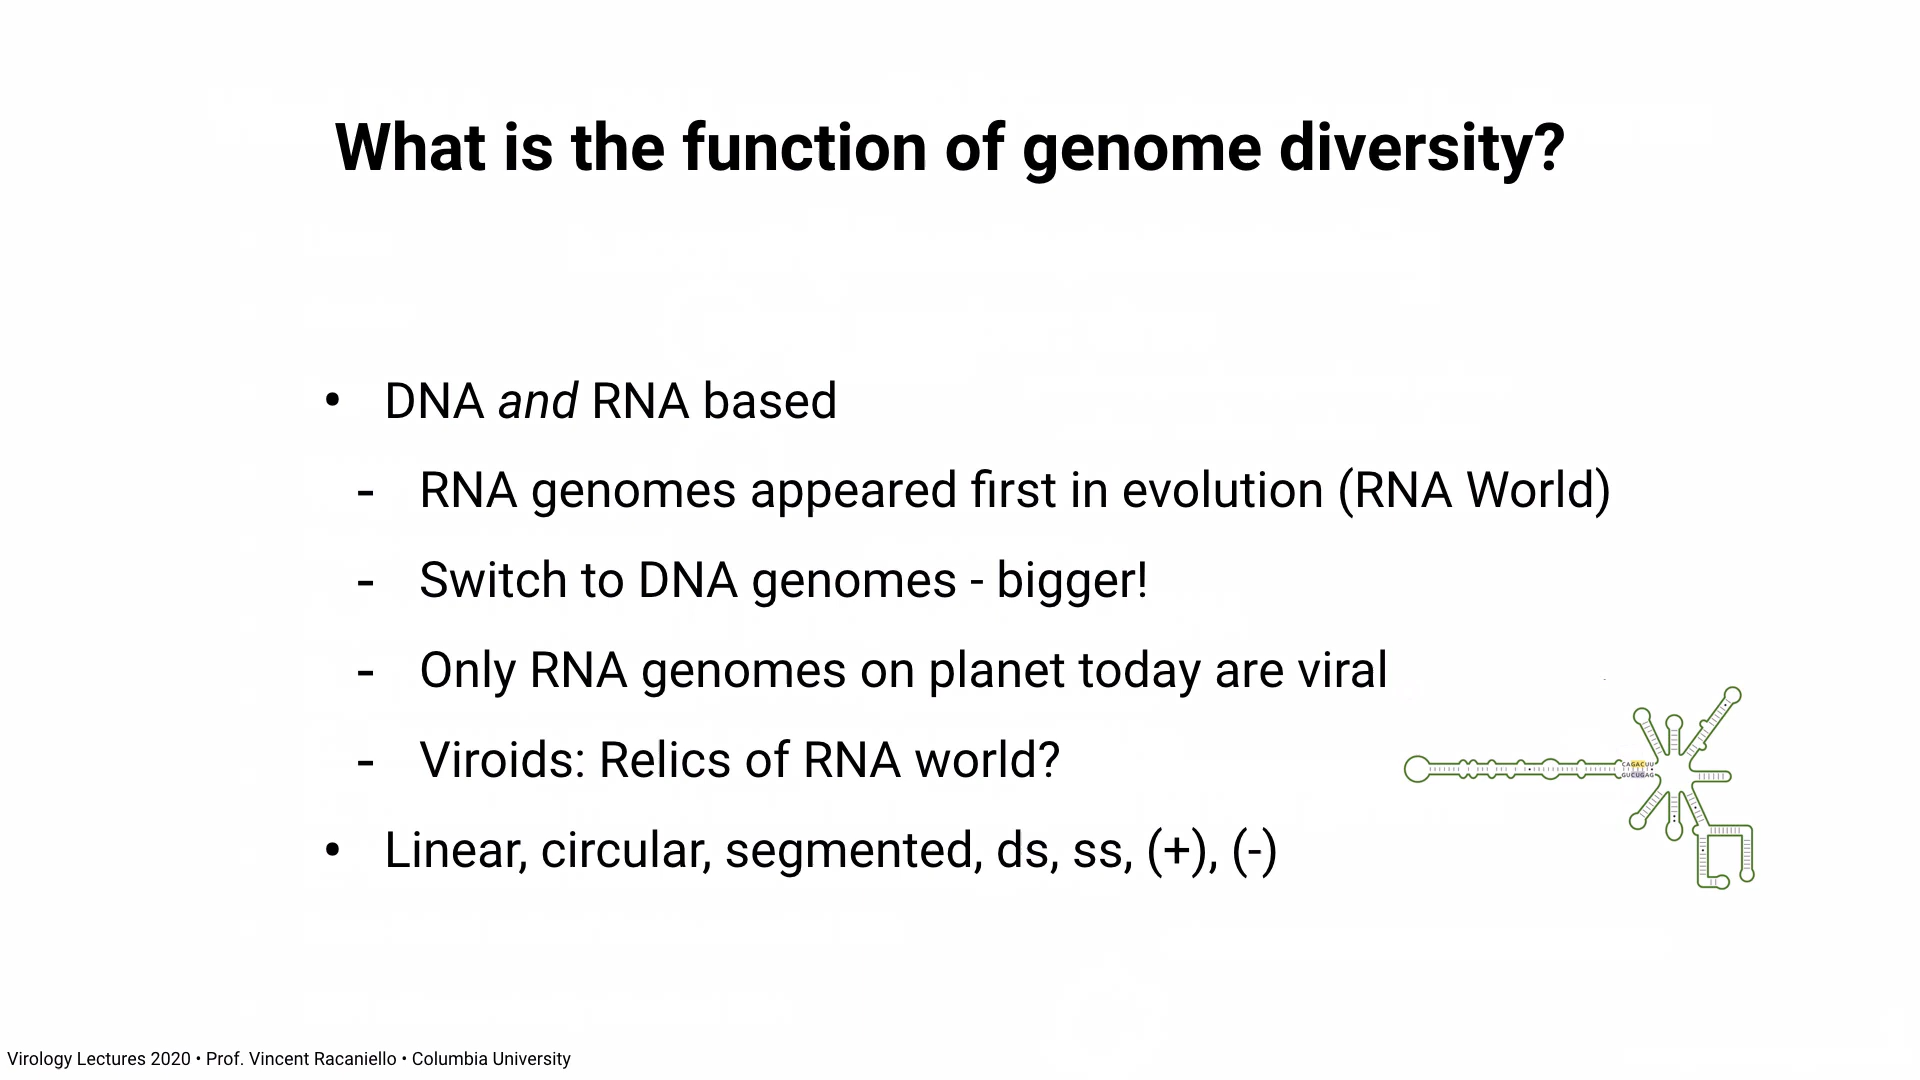 What is the function of genome diversity?
• DNA and RNA based
- RNA genomes appeared first in evolution (RNA World)
- Switch to DNA genomes - bigger!
- Only RNA genomes on planet today are viral
- Viroids: Relics of RNA world?
CAGACUU
GUCUGAG
• Linear, circular, segmented, ds, ss, (+), (-)
Virology Lectures 2020 • Prof. Vincent Racaniello • Columbia University